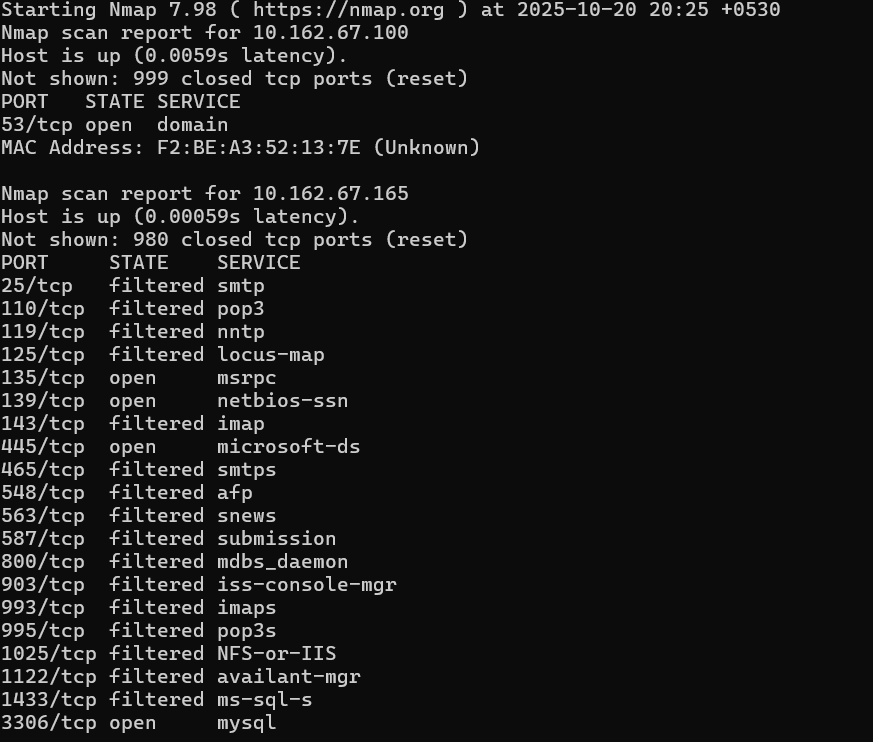 Starting Nmap 7.98 ( https://nmap.org ) at 2025-10-20 20:25 +0530
Nmap scan report for 10.162.67.100
Host is up (0.0059s latency).
Not shown: 999 closed tcp ports (reset)
PORT   STATE SERVICE
53/tcp open  domain
MAC Address: F2:BE:A3:52:13:7E (Unknown)

Nmap scan report for 10.162.67.165
Host is up (0.00059s latency).
Not shown: 980 closed tcp ports (reset)
PORT     STATE    SERVICE
25/tcp   filtered smtp
110/tcp  filtered pop3
119/tcp  filtered nntp
125/tcp  filtered locus-map
135/tcp  open     msrpc
139/tcp  open     netbios-ssn
143/tcp  filtered imap
445/tcp  open     microsoft-ds
465/tcp  filtered smtps
548/tcp  filtered afp
563/tcp  filtered snews
587/tcp  filtered submission
800/tcp  filtered mdbs_daemon
903/tcp  filtered iss-console-mgr
993/tcp  filtered imaps
995/tcp  filtered pop3s
1025/tcp filtered NFS-or-IIS
1122/tcp filtered availant-mgr
1433/tcp filtered ms-sql-s
3306/tcp open     mysql